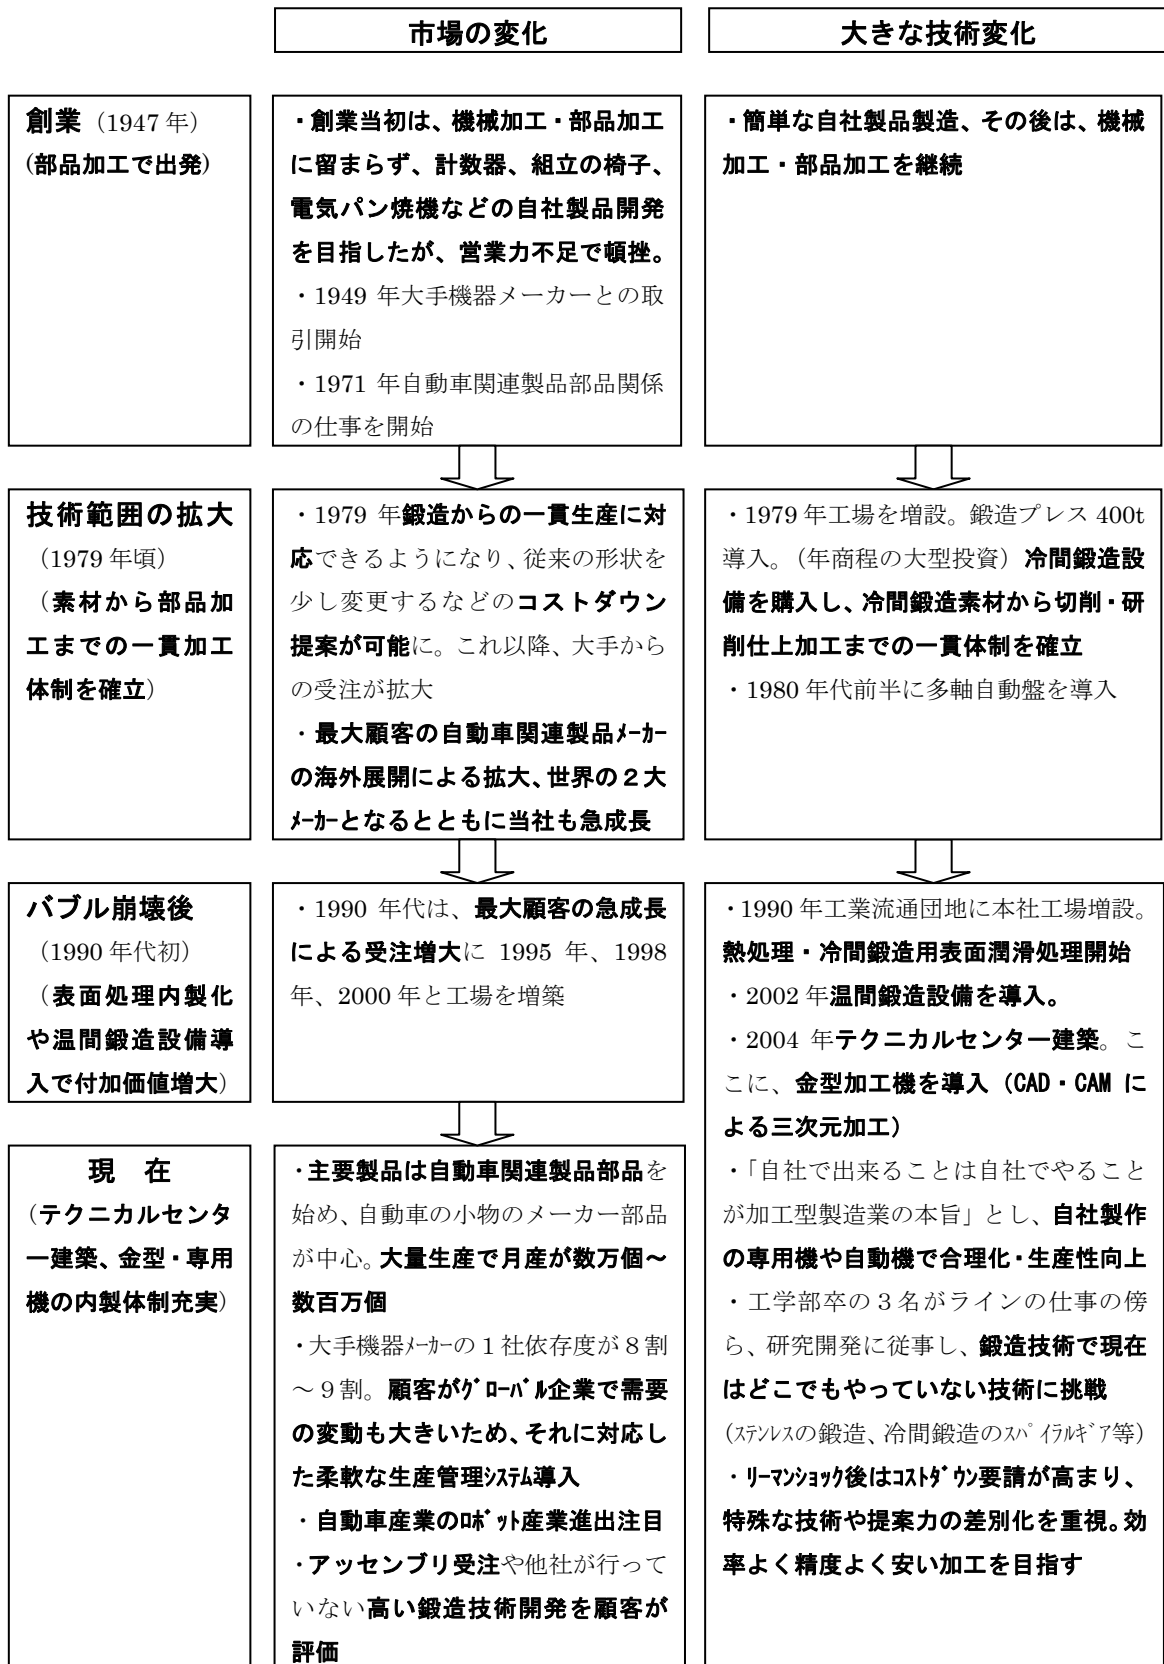 市場の変化
大きな技術変化
創業（1947 年）
(部品加工で出発)
・創業当初は、機械加工・部品加工
に留まらず、計数器、組立の椅子、
電気パン焼機などの自社製品開発
を目指したが、営業力不足で頓挫。
・1949 年大手機器メーカーとの取
引開始
・1971 年自動車関連製品部品関係
の仕事を開始
・簡単な自社製品製造、その後は、機械
加工・部品加工を継続
技術範囲の拡大
（1979 年頃）
（素材から部品加
工までの一貫加工
体制を確立）
・1979 年鍛造からの一貫生産に対
応できるようになり、従来の形状を
少し変更するなどのコストダウン
提案が可能に。これ以降、大手から
の受注が拡大
・最大顧客の自動車関連製品ﾒｰｶｰ
の海外展開による拡大、世界の２大
ﾒｰｶｰとなるとともに当社も急成長
・1979 年工場を増設。鍛造プレス 400t
導入。（年商程の大型投資）冷間鍛造設
備を購入し、冷間鍛造素材から切削・研
削仕上加工までの一貫体制を確立
・1980 年代前半に多軸自動盤を導入
バブル崩壊後
（1990 年代初）
（表面処理内製化
や温間鍛造設備導
入で付加価値増大）
・1990 年代は、最大顧客の急成長
による受注増大に 1995 年、1998
年、2000 年と工場を増築
・1990 年工業流通団地に本社工場増設。
熱処理・冷間鍛造用表面潤滑処理開始
・2002 年温間鍛造設備を導入。
・2004 年テクニカルセンター建築。こ
こに、金型加工機を導入（CAD・CAM に
よる三次元加工）
・「自社で出来ることは自社でやること
が加工型製造業の本旨」とし、自社製作
の専用機や自動機で合理化・生産性向上
・工学部卒の３名がラインの仕事の傍
ら、研究開発に従事し、鍛造技術で現在
はどこでもやっていない技術に挑戦
（ｽﾃﾝﾚｽの鍛造、冷間鍛造のｽﾊﾟｲﾗﾙｷﾞｱ等）
・ﾘｰﾏﾝｼｮｯｸ後はｺｽﾄﾀﾞｳﾝ要請が高まり、
特殊な技術や提案力の差別化を重視。効
率よく精度よく安い加工を目指す
現　在
（テクニカルセンタ
ー建築、金型・専用
機の内製体制充実）
・主要製品は自動車関連製品部品を
始め、自動車の小物のメーカー部品
が中心。大量生産で月産が数万個～
数百万個
・大手機器ﾒｰｶｰの１社依存度が８割
～９割。顧客がｸﾞﾛｰﾊﾞﾙ企業で需要
の変動も大きいため、それに対応し
た柔軟な生産管理ｼｽﾃﾑ導入
・自動車産業のﾛﾎﾞｯﾄ産業進出注目
・アッセンブリ受注や他社が行って
いない高い鍛造技術開発を顧客が
評価